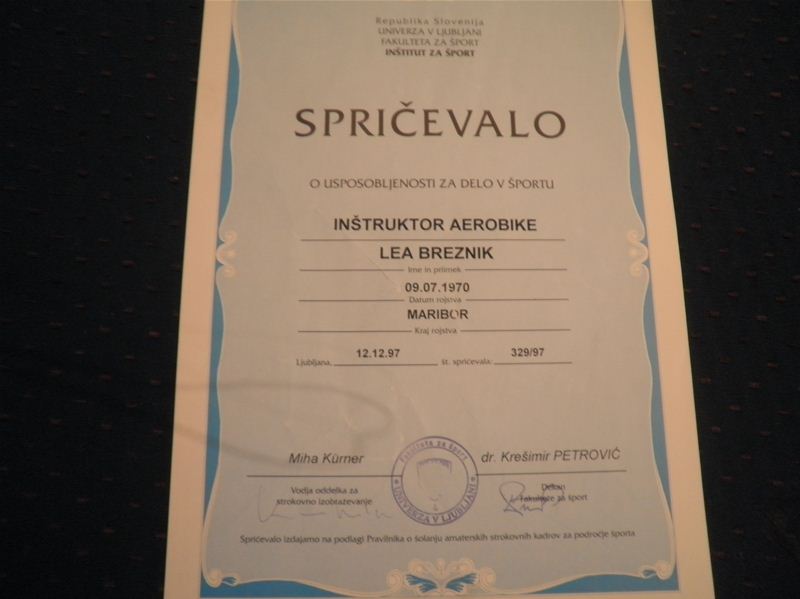 Republika Slovenija
UNIVERZA V LJUBLJANI
FAKULTETA ZA ŠPORT
INŠTITUT ZA ŠPORT
SPRIČEVALO
O USPOSOBLJENOSTI ZA DELO V ŠPORTU
INŠTRUKTOR AEROBIKE
LEA BREZNIK
Ime in priimek
09.07.1970
Datum rojstva
MARIBOR
Kraj rojstva
Ljubljana, 12.12.97 št. spričevala: 329/97
Miha Kürner dr. Krešimir PETROVIĆ
Vodja oddelka za
strokovno izobraževanje
Dekan
Fakultete za šport
Fakulteta za šport
UNIVERZA V LJUBLJANI
Spričevalo izdajamo na podlagi Pravilnika o šolanju amaterskih strokovnih kadrov za področje športa